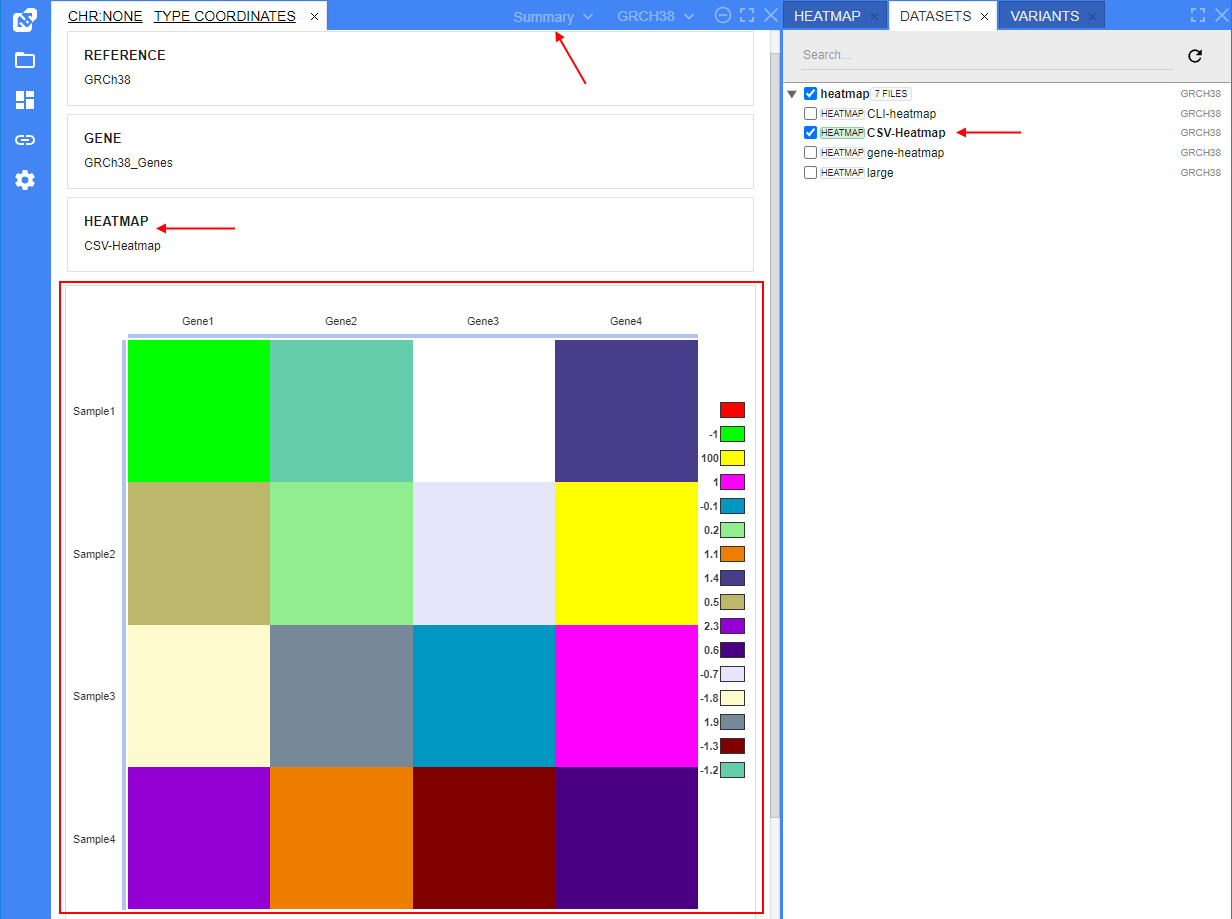 CHR:NONE TYPE COORDINATES × Summary GRCH38
REFERENCE
GRCh38
GENE
GRCh38_Genes
HEATMAP
CSV-Heatmap
Gene1 Gene2 Gene3 Gene4
Sample1
Sample2
Sample3
Sample4
-1
100
1
-0.1
0.2
1.1
1.4
0.5
2.3
0.6
-0.7
-1.8
1.9
-1.3
-1.2
HEATMAP × DATASETS × VARIANTS ×
Search...
heatmap 7 FILES GRCH38
HEATMAP CLI-heatmap GRCH38
HEATMAP CSV-Heatmap GRCH38
HEATMAP gene-heatmap GRCH38
HEATMAP large GRCH38